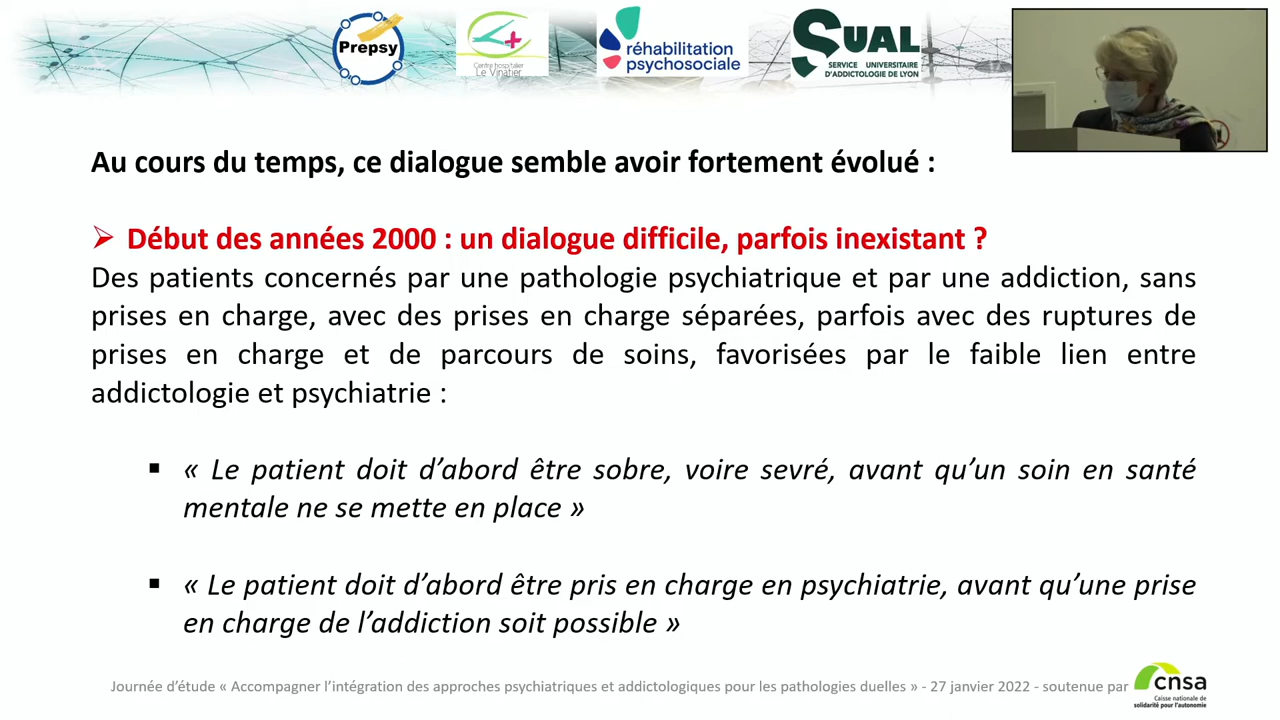 Prepsy
Centre hospitalier
Le Vinatier
réhabilitation
psychosociale
SUAL
SERVICE UNIVERSITAIRE
D'ADDICTOLOGIE DE LYON
Au cours du temps, ce dialogue semble avoir fortement évolué :
Début des années 2000 : un dialogue difficile, parfois inexistant ?
Des patients concernés par une pathologie psychiatrique et par une addiction, sans
prises en charge, avec des prises en charge séparées, parfois avec des ruptures de
prises en charge et de parcours de soins, favorisées par le faible lien entre
addictologie et psychiatrie :
« Le patient doit d’abord être sobre, voire sevré, avant qu’un soin en santé
mentale ne se mette en place »
« Le patient doit d’abord être pris en charge en psychiatrie, avant qu’une prise
en charge de l’addiction soit possible »
Journée d’étude « Accompagner l’intégration des approches psychiatriques et addictologiques pour les pathologies duelles » - 27 janvier 2022 - soutenue par
cnsa
Caisse nationale de
solidarité pour l'autonomie